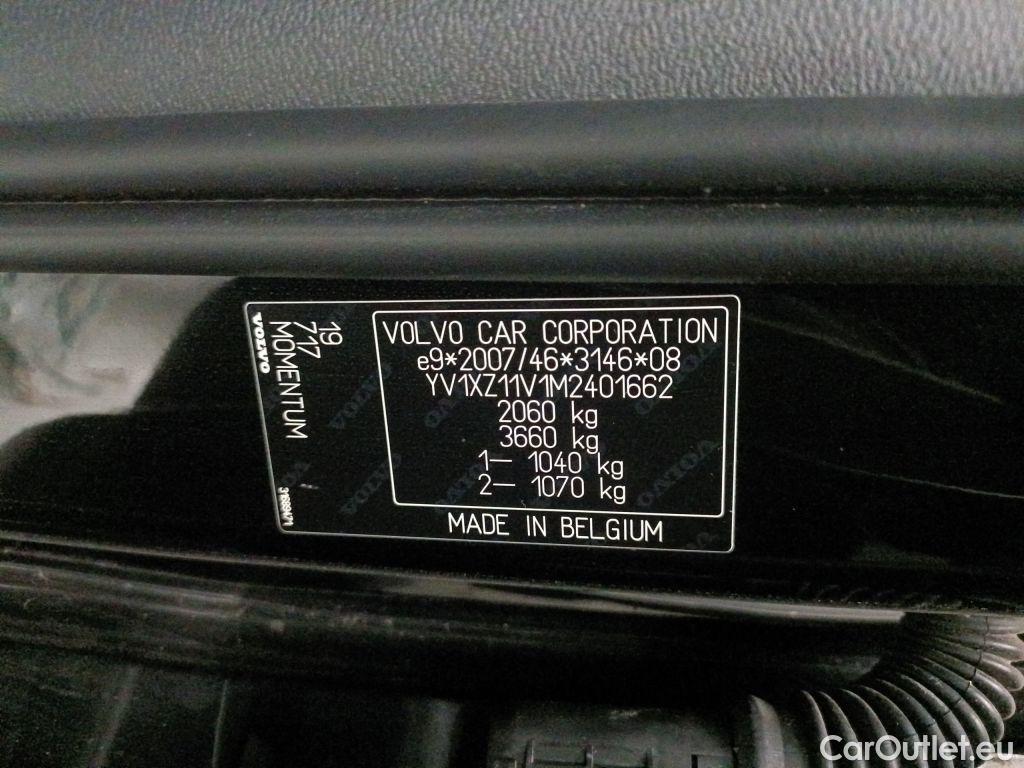 VOLVO CAR CORPORATION
e9*2007/46*3146*08
YV1XZ11V1M2401662
2060 kg
3660 kg
1— 1040 kg
2— 1070 kg
MADE IN BELGIUM
19
717
MOMENTUM
VOLVO
CarOutlet.eu